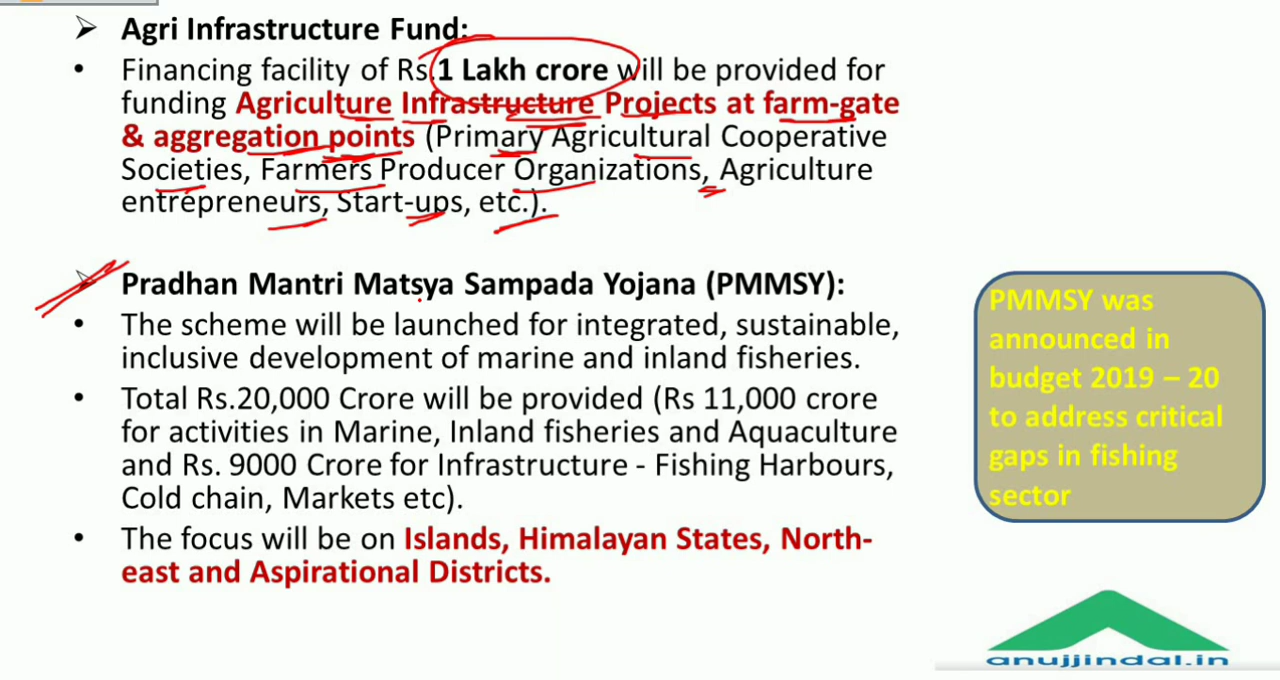 Agri Infrastructure Fund:
Financing facility of Rs.1 Lakh crore will be provided for
funding Agriculture Infrastructure Projects at farm-gate
& aggregation points (Primary Agricultural Cooperative
Societies, Farmers Producer Organizations, Agriculture
entrepreneurs, Start-ups, etc.).
Pradhan Mantri Matsya Sampada Yojana (PMMSY):
The scheme will be launched for integrated, sustainable,
inclusive development of marine and inland fisheries.
Total Rs.20,000 Crore will be provided (Rs 11,000 crore
for activities in Marine, Inland fisheries and Aquaculture
and Rs. 9000 Crore for Infrastructure - Fishing Harbours,
Cold chain, Markets etc).
The focus will be on Islands, Himalayan States, North-
east and Aspirational Districts.
PMMSY was
announced in
budget 2019 – 20
to address critical
gaps in fishing
sector
anujjindal.in